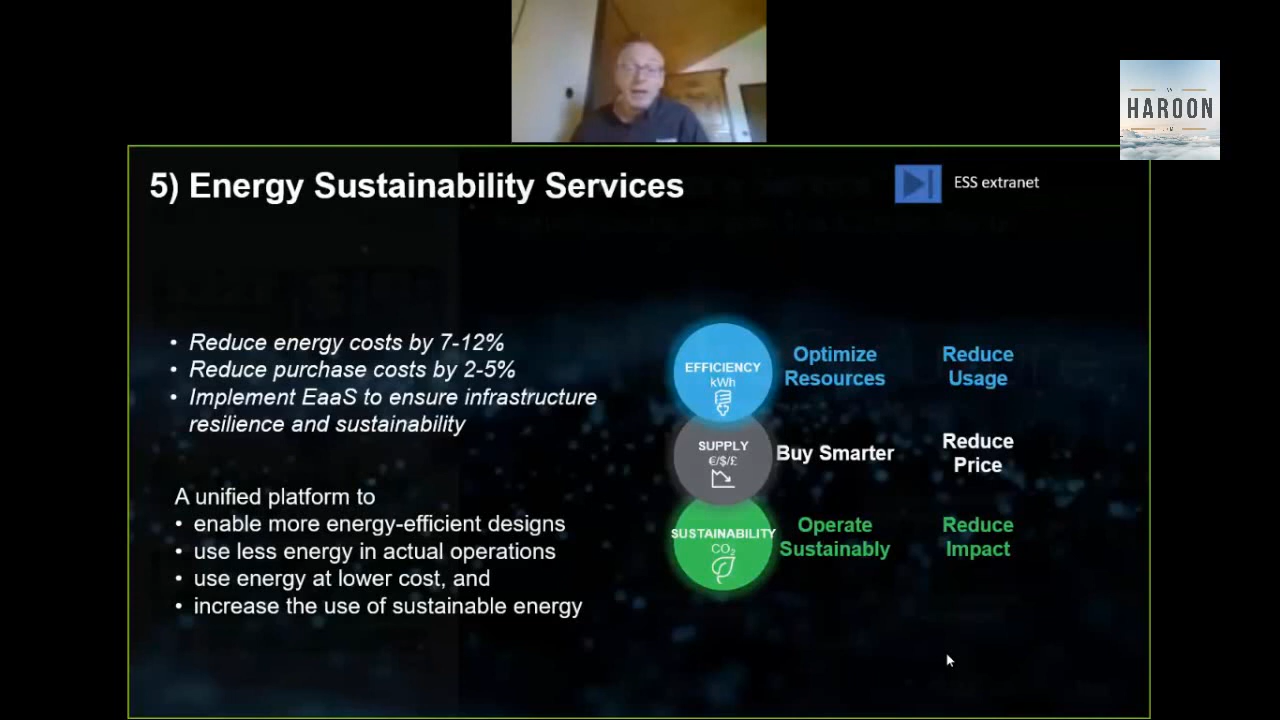 HAROON
5) Energy Sustainability Services
ESS extranet
• Reduce energy costs by 7-12%
• Reduce purchase costs by 2-5%
• Implement EaaS to ensure infrastructure
resilience and sustainability
A unified platform to
• enable more energy-efficient designs
• use less energy in actual operations
• use energy at lower cost, and
• increase the use of sustainable energy
EFFICIENCY
kWh
Optimize
Resources
Reduce
Usage
SUPPLY
€/$/£
Buy Smarter
Reduce
Price
SUSTAINABILITY
CO₂
Operate
Sustainably
Reduce
Impact